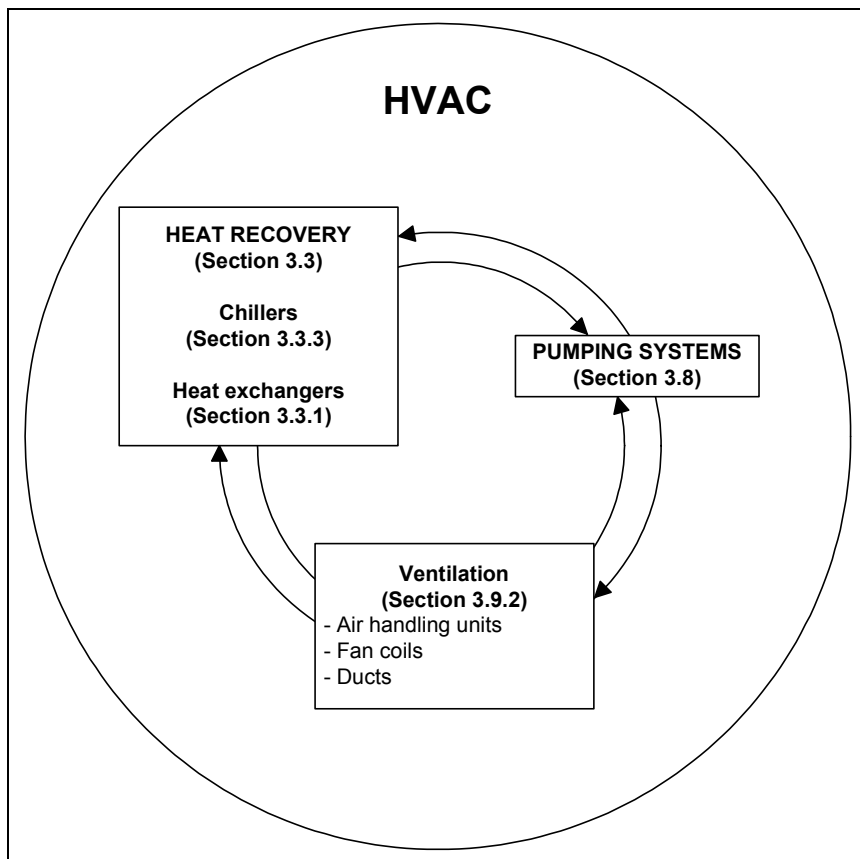 HVAC
HEAT RECOVERY
(Section 3.3)
Chillers
(Section 3.3.3)
Heat exchangers
(Section 3.3.1)
PUMPING SYSTEMS
(Section 3.8)
Ventilation
(Section 3.9.2)
- Air handling units
- Fan coils
- Ducts